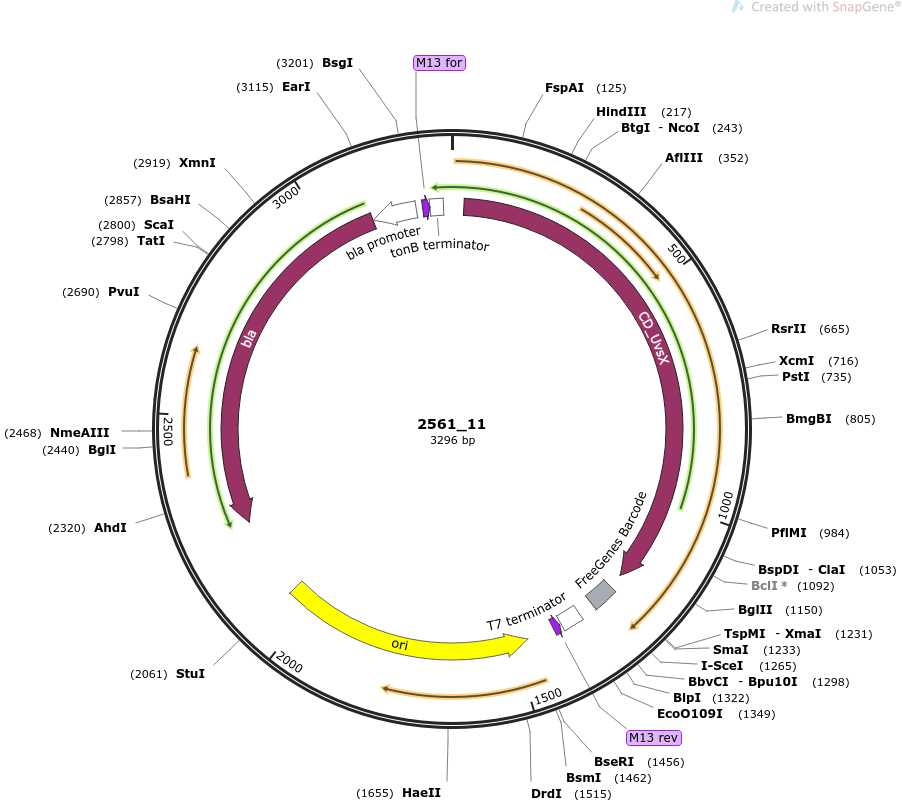 Created with SnapGene®
M13 for
(3201) BsgI
(3115) EarI
(2919) XmnI
(2857) BsaHI
(2800) ScaI
(2798) TatI
(2690) PvuI
(2468) NmeAIII
(2440) BglI
(2320) AhdI
(2061) StuI
(1655) HaeII
FspAI (125)
HindIII (217)
BtgI - NcoI (243)
AflIII (352)
RsrII (665)
XcmI (716)
PstI (735)
BmgBI (805)
PflMI (984)
BspDI - ClaI (1053)
BclI * (1092)
BglII (1150)
TspMI - XmaI (1231)
SmaI (1233)
I-SceI (1265)
BbvCI - Bpu10I (1298)
BlpI (1322)
EcoO109I (1349)
M13 rev
BseRI (1456)
BsmI (1462)
DrdI (1515)
500
1000
1500
2000
2500
3000
bla promoter
tonB terminator
CD_UvsX
bla
FreeGenes Barcode
T7 terminator
ori
2561_11
3296 bp